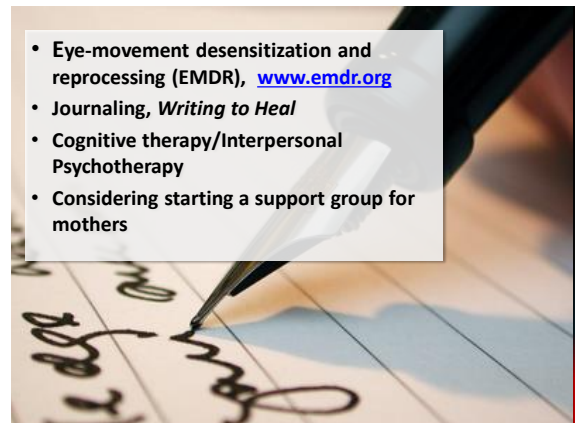 • Eye-movement desensitization and
reprocessing (EMDR), www.emdr.org
• Journaling, Writing to Heal
• Cognitive therapy/Interpersonal
Psychotherapy
• Considering starting a support group for
mothers